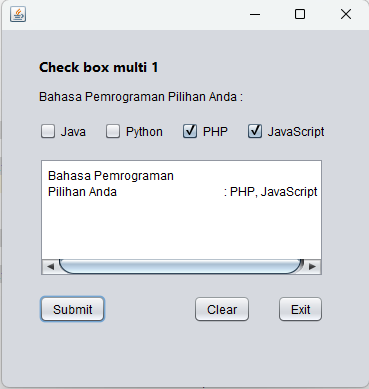 Check box multi 1
Bahasa Pemrograman Pilihan Anda :
Java Python PHP JavaScript
Bahasa Pemrograman
Pilihan Anda : PHP, JavaScript
Submit Clear Exit